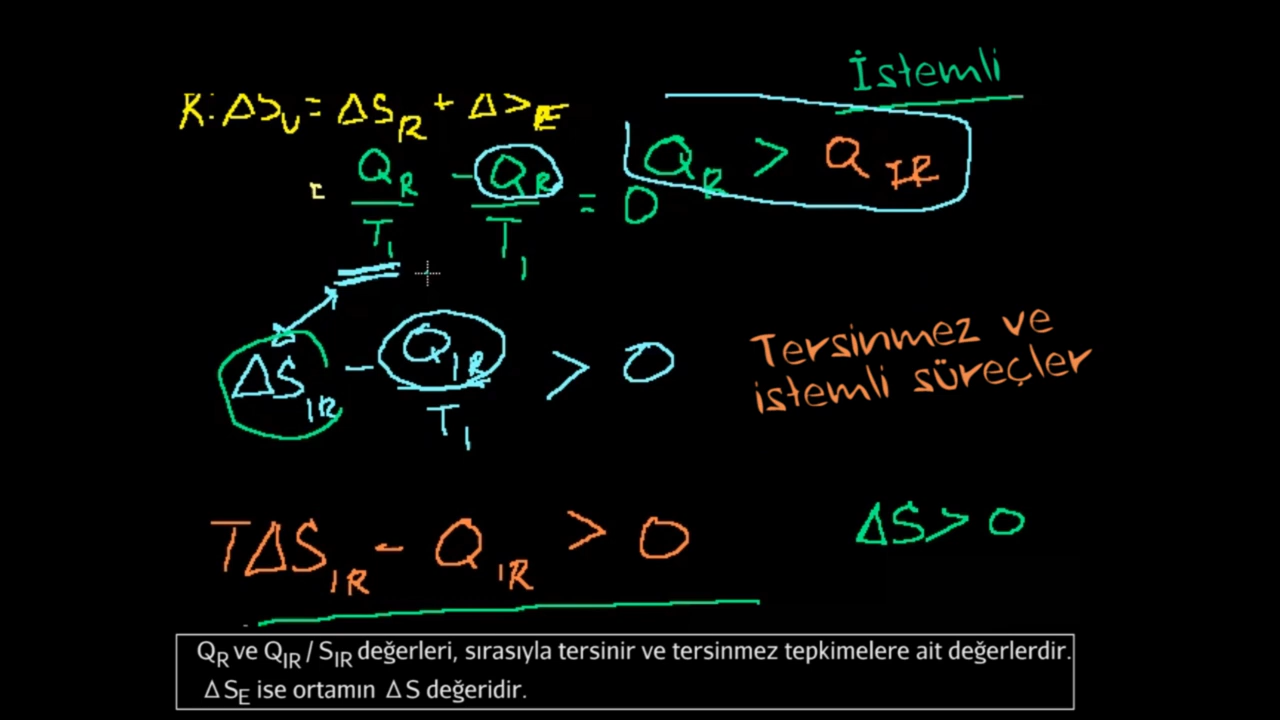 İstemli
R: ΔS_U = ΔS_R + ΔS_E
Q_R > Q_IR
= Q_R/T_1 - Q_R/T_1 = 0
ΔS_IR - Q_IR/T_1 > 0
Tersinmez ve
istemli süreçler
TΔS_IR - Q_IR > 0
ΔS > 0
Q_R ve Q_IR / S_IR değerleri, sırasıyla tersinir ve tersinmez tepkimelere ait değerlerdir.
ΔS_E ise ortamın ΔS değeridir.